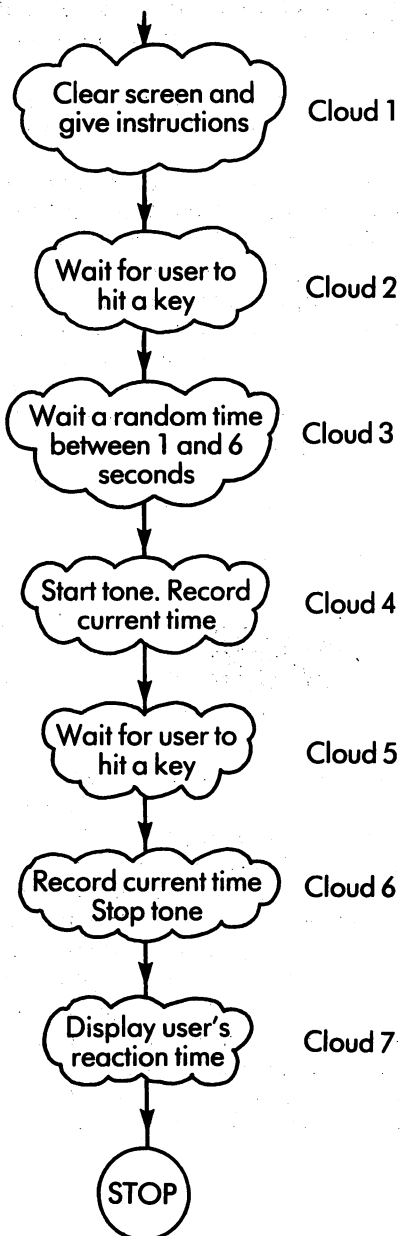 Clear screen and
give instructions
Cloud 1
Wait for user to
hit a key
Cloud 2
Wait a random time
between 1 and 6
seconds
Cloud 3
Start tone. Record
current time
Cloud 4
Wait for user to
hit a key
Cloud 5
Record current time
Stop tone
Cloud 6
Display user's
reaction time
Cloud 7
STOP